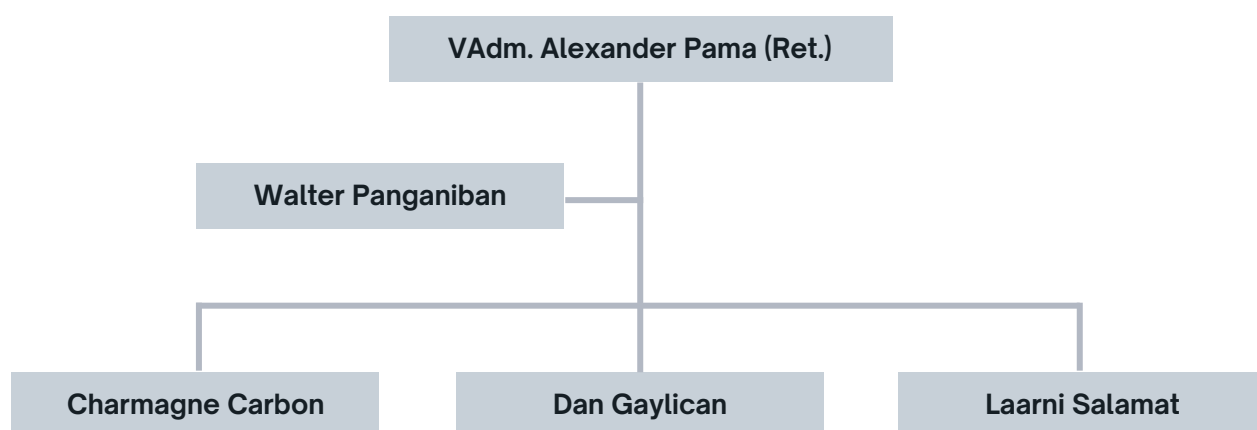 VAdm. Alexander Pama (Ret.)
Walter Panganiban
Charmagne Carbon
Dan Gaylican
Laarni Salamat